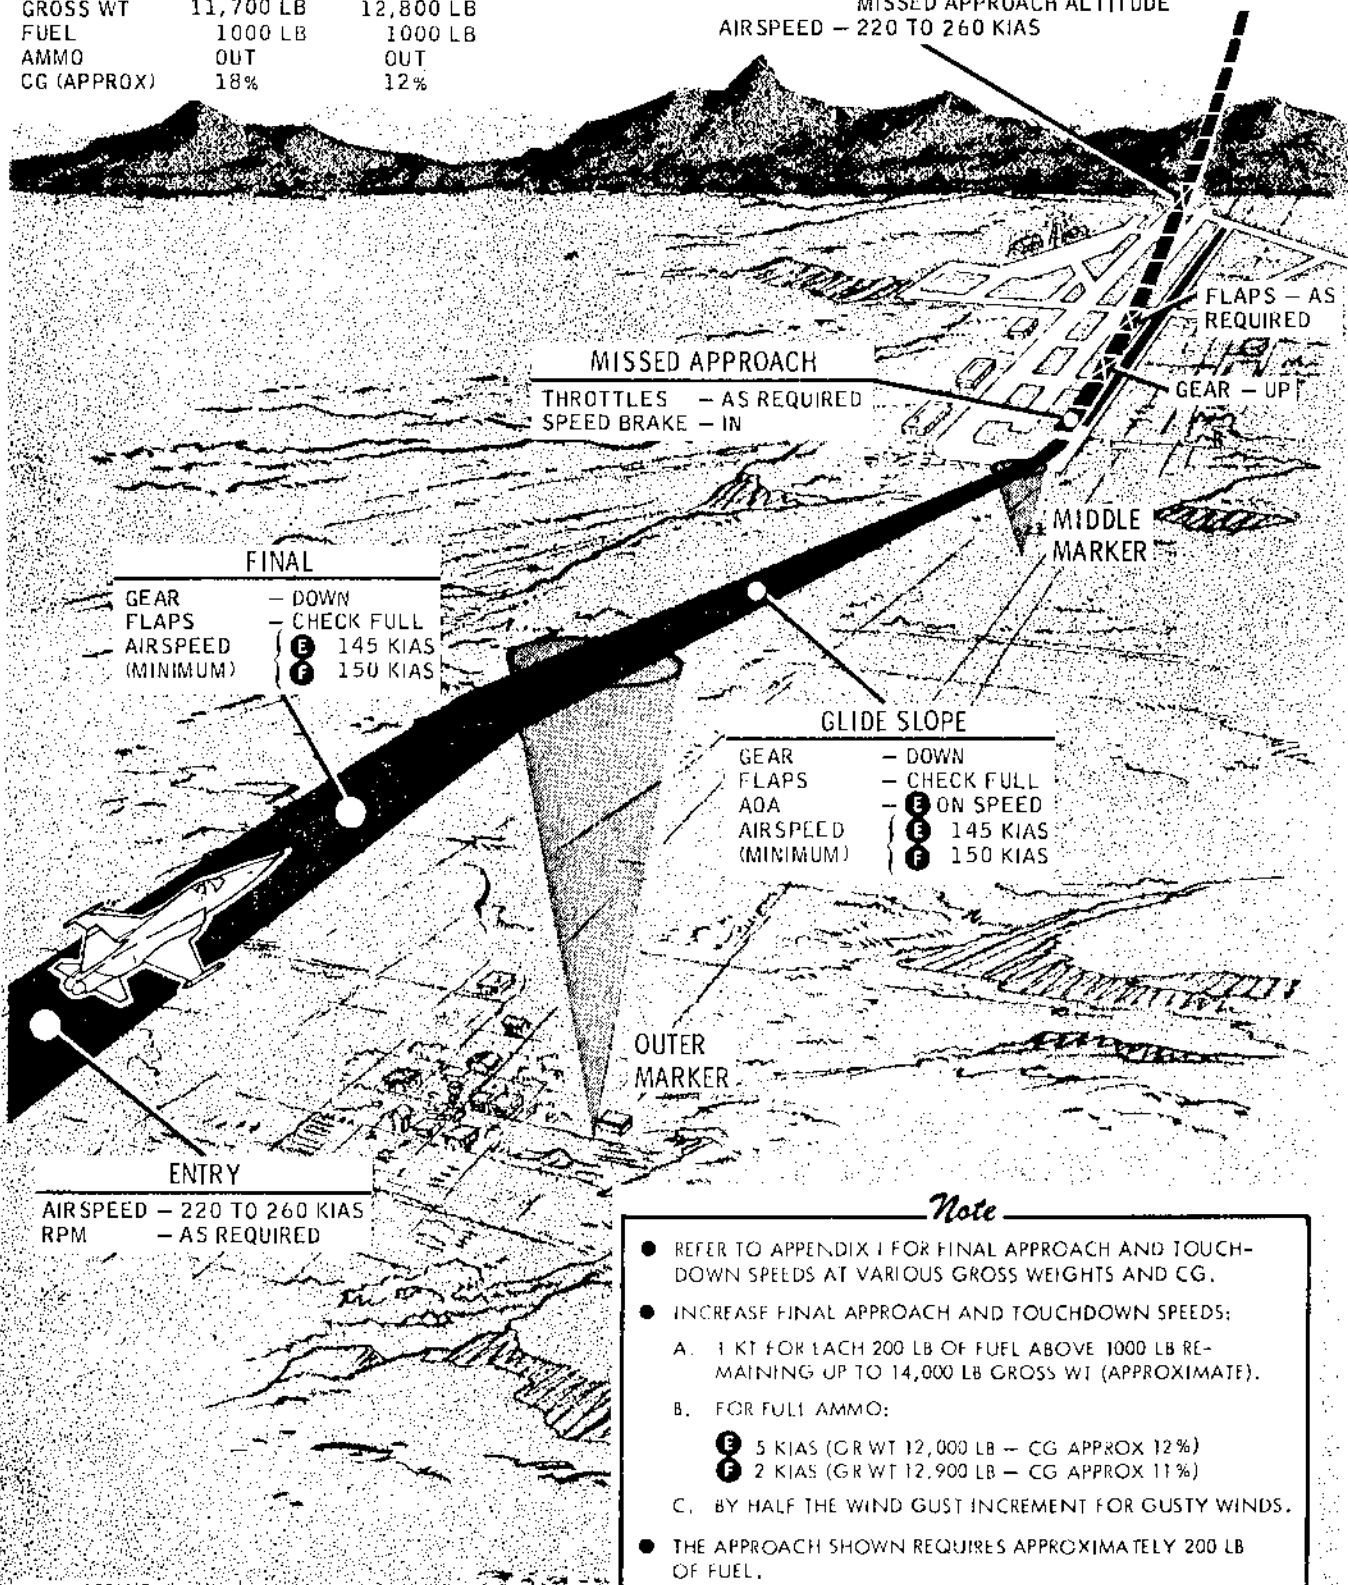 GROSS WT 11,700 LB 12,800 LB
FUEL 1000 LB 1000 LB
AMMO OUT OUT
CG (APPROX) 18% 12%
MISSED APPROACH ALTITUDE
AIRSPEED – 220 TO 260 KIAS
FLAPS – AS
REQUIRED
GEAR – UP
MISSED APPROACH
THROTTLES – AS REQUIRED
SPEED BRAKE – IN
MIDDLE
MARKER
FINAL
GEAR – DOWN
FLAPS – CHECK FULL
AIRSPEED E 145 KIAS
(MINIMUM) F 150 KIAS
GLIDE SLOPE
GEAR – DOWN
FLAPS – CHECK FULL
AOA – E ON SPEED
AIRSPEED E 145 KIAS
(MINIMUM) F 150 KIAS
OUTER
MARKER
ENTRY
AIRSPEED – 220 TO 260 KIAS
RPM – AS REQUIRED
Note
● REFER TO APPENDIX I FOR FINAL APPROACH AND TOUCH-
DOWN SPEEDS AT VARIOUS GROSS WEIGHTS AND CG.
● INCREASE FINAL APPROACH AND TOUCHDOWN SPEEDS:
A. 1 KT FOR EACH 200 LB OF FUEL ABOVE 1000 LB RE-
MAINING UP TO 14,000 LB GROSS WT (APPROXIMATE).
B. FOR FULL AMMO:
E 5 KIAS (GR WT 12,000 LB – CG APPROX 12%)
F 2 KIAS (GR WT 12,900 LB – CG APPROX 11%)
C. BY HALF THE WIND GUST INCREMENT FOR GUSTY WINDS.
● THE APPROACH SHOWN REQUIRES APPROXIMATELY 200 LB
OF FUEL.